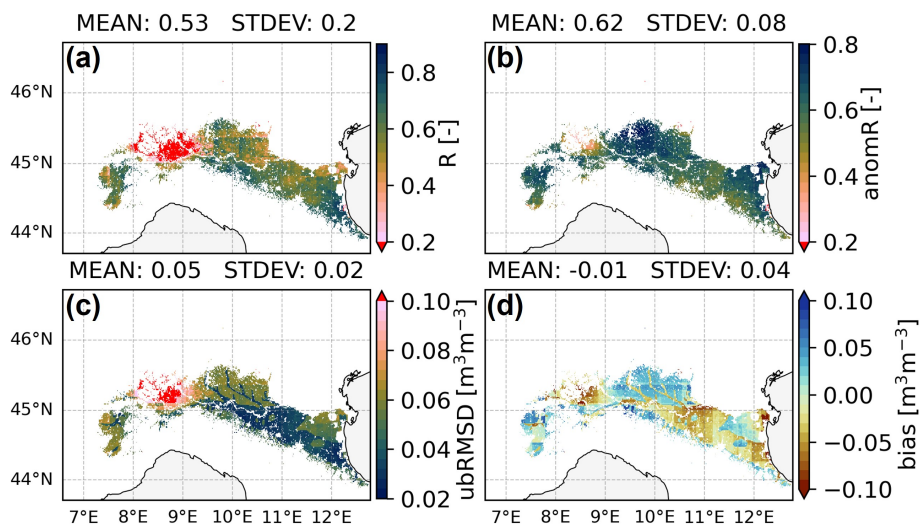 MEAN: 0.53 STDEV: 0.2
MEAN: 0.62 STDEV: 0.08
(a)
46°N
45°N
44°N
0.8
0.6
0.4
0.2
R [-]
(b)
0.8
0.6
0.4
0.2
anomR [-]
MEAN: 0.05 STDEV: 0.02
MEAN: -0.01 STDEV: 0.04
(c)
46°N
45°N
44°N
7°E 8°E 9°E 10°E 11°E 12°E
0.10
0.08
0.06
0.04
0.02
ubRMSD [m³m⁻³]
(d)
7°E 8°E 9°E 10°E 11°E 12°E
0.10
0.05
0.00
−0.05
−0.10
bias [m³m⁻³]